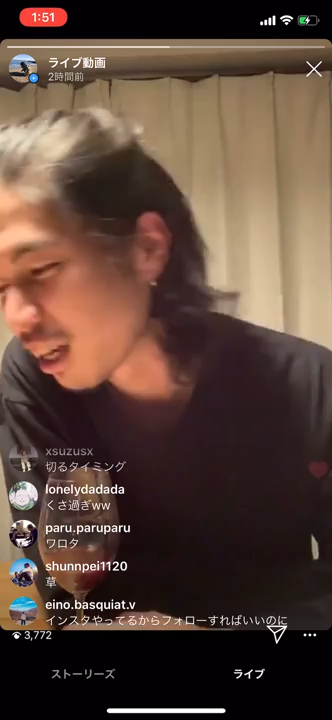 1:51
ライブ動画
2時間前
xsuzusx
切るタイミング
lonelydadada
くさ過ぎww
paru.paruparu
ワロタ
shunnpei1120
草
eino.basquiat.v
インスタやってるからフォローすればいいのに
3,772
ストーリーズ
ライブ